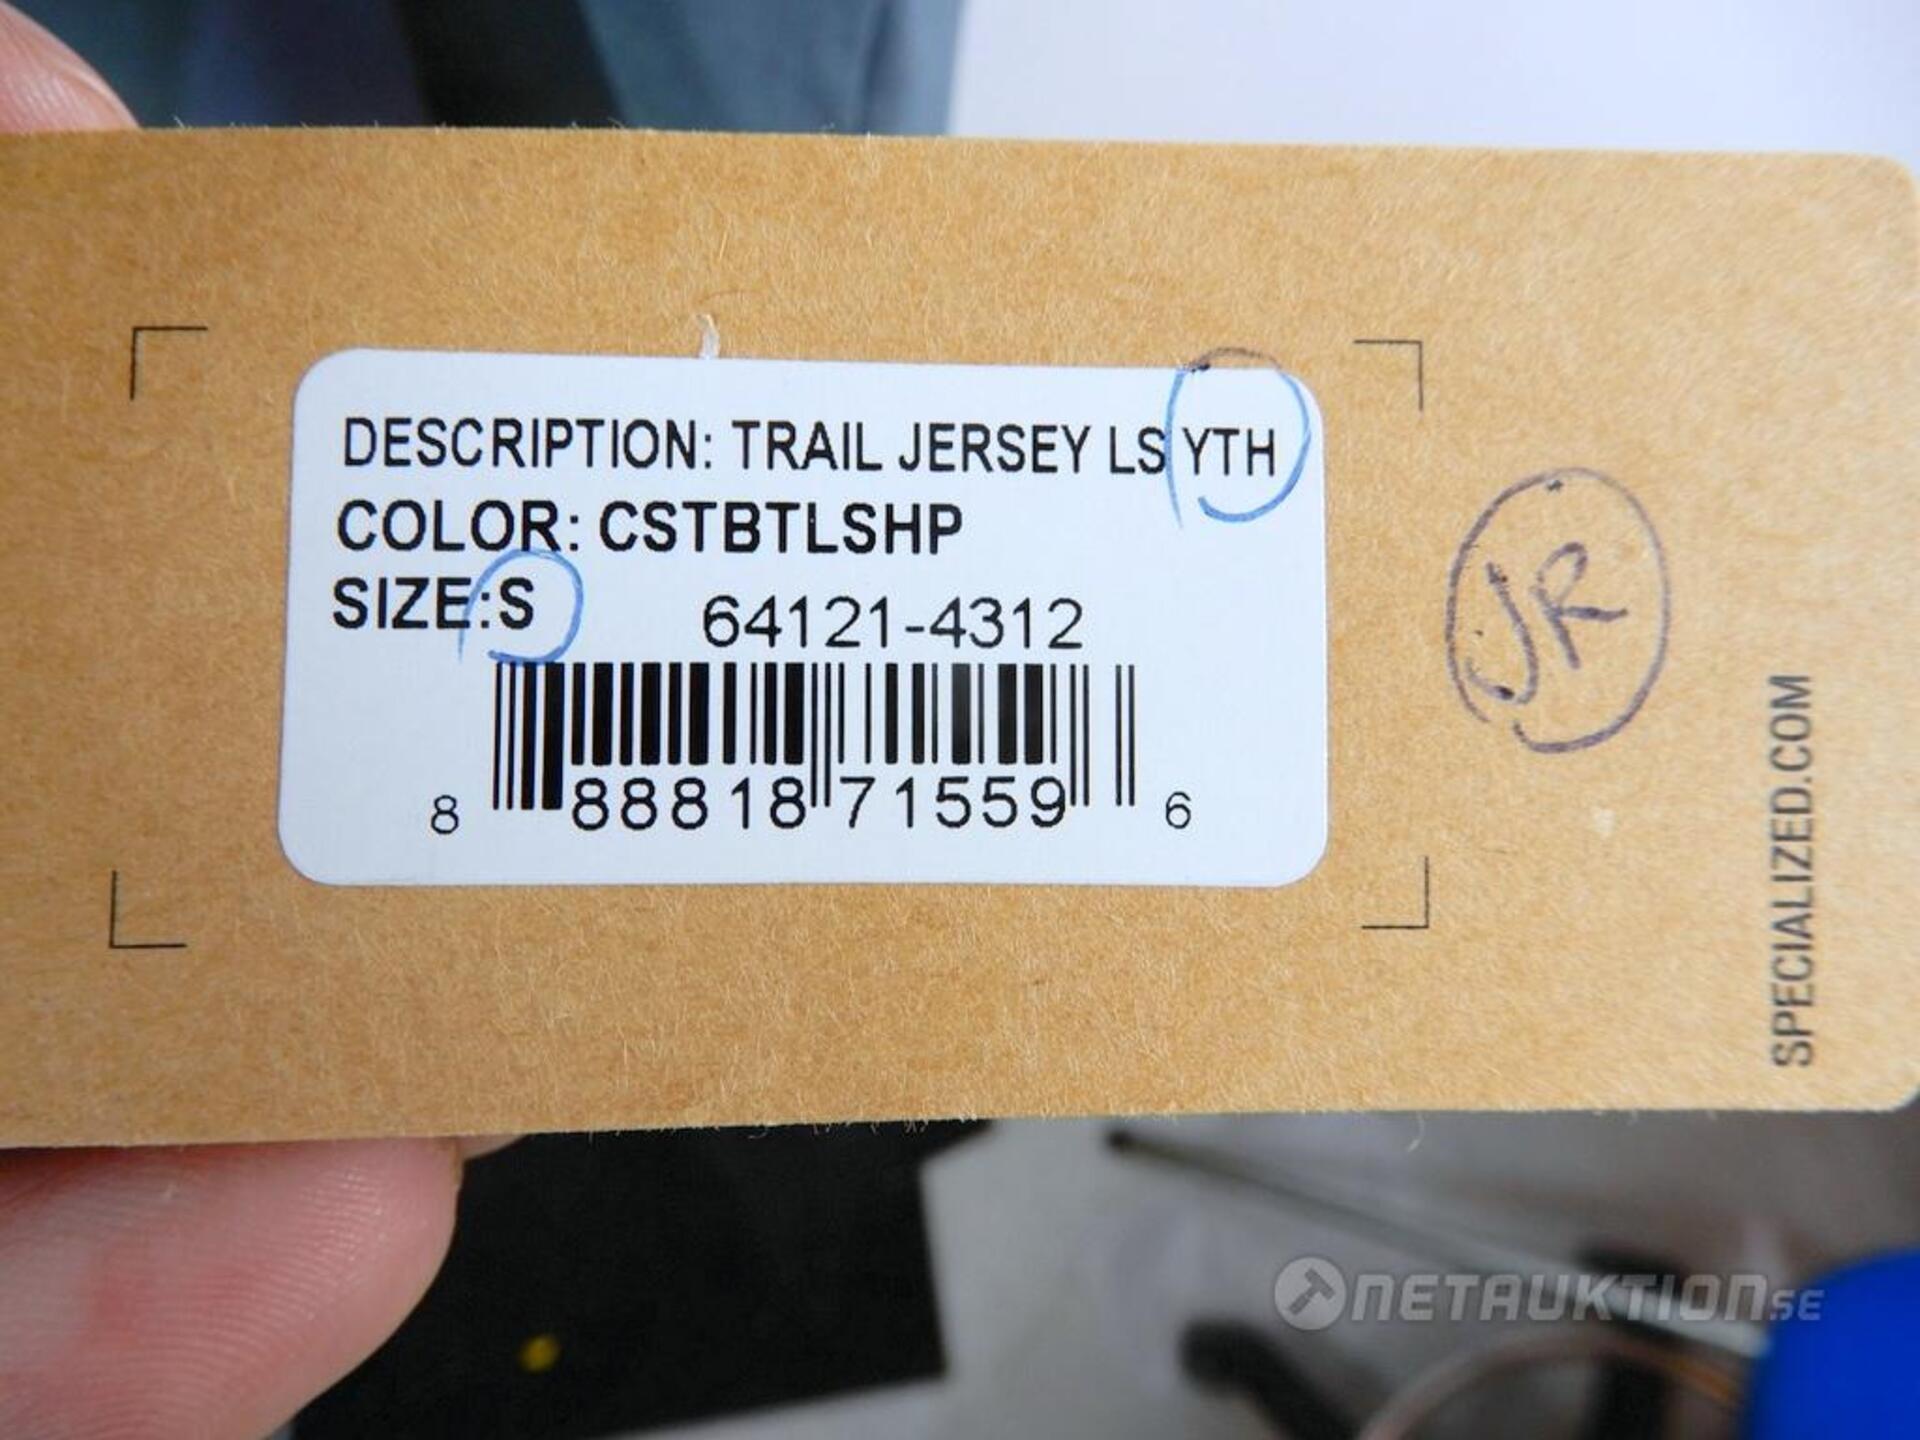 DESCRIPTION: TRAIL JERSEY LS YTH
COLOR: CSTBTLSHP
SIZE:S
64121-4312
8 88818 71559 6
JR
SPECIALIZED.COM
NETAUKTION.SE